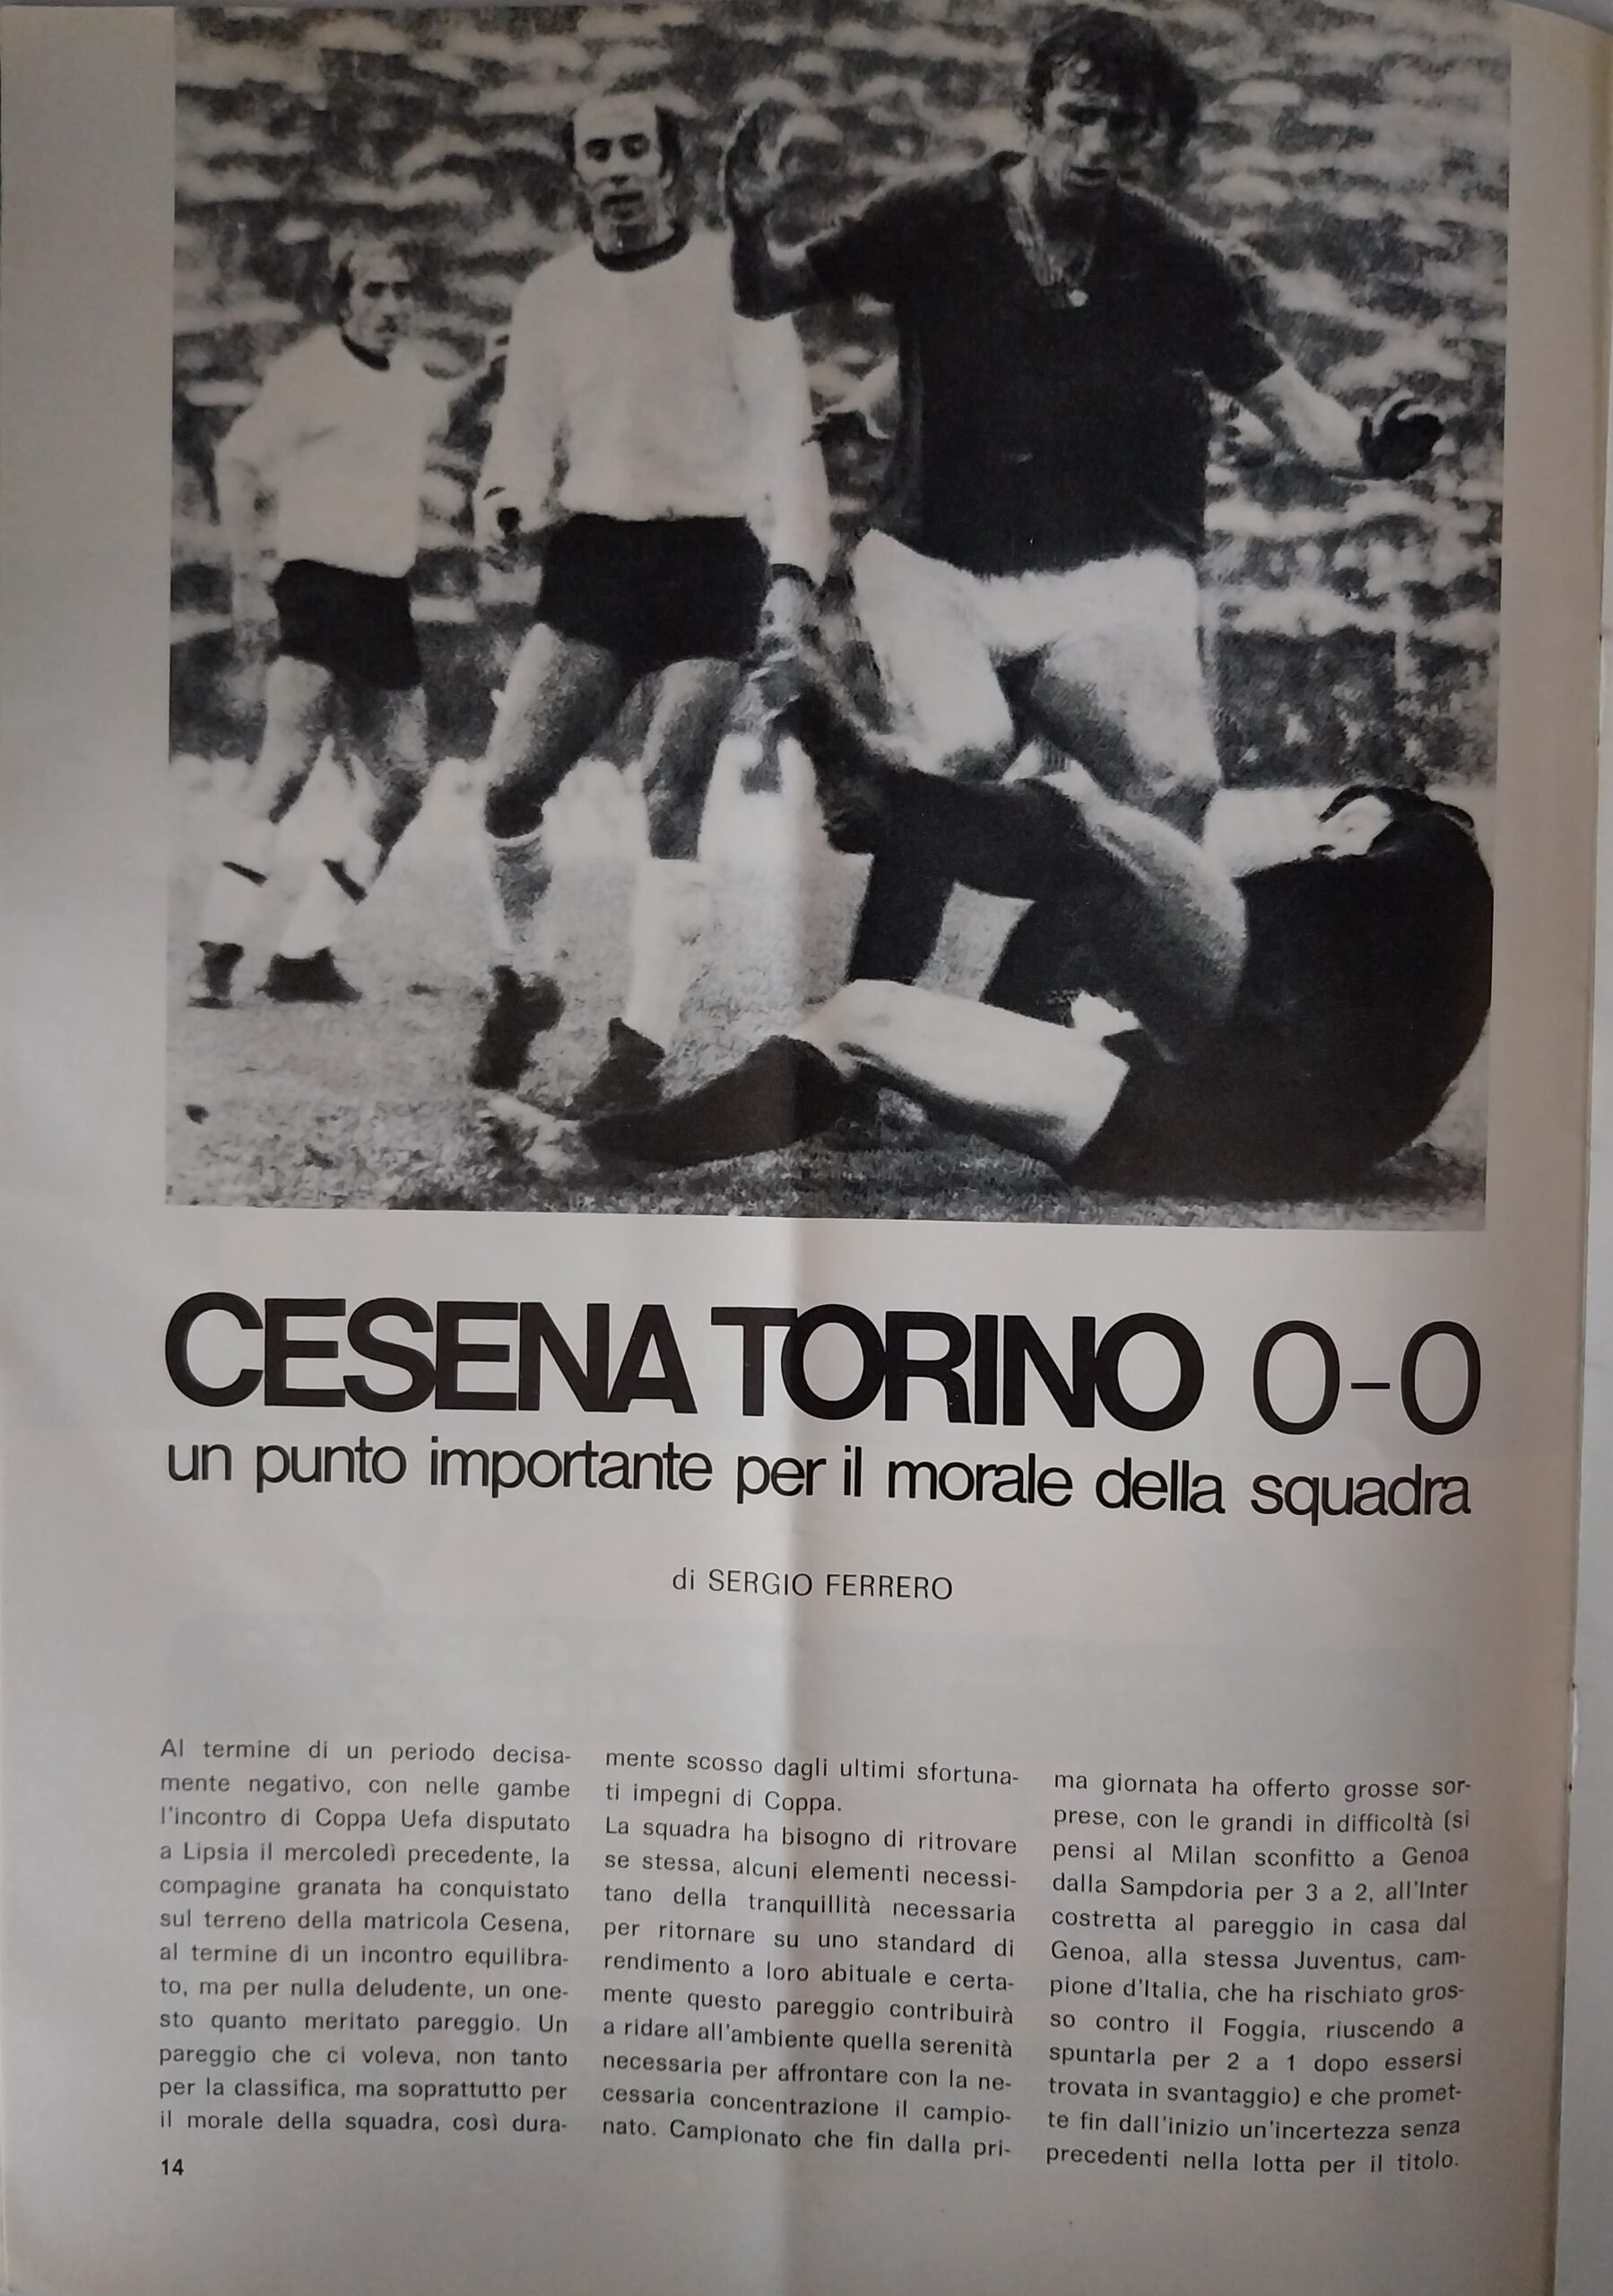 CESENA TORINO 0-0
un punto importante per il morale della squadra
di SERGIO FERRERO
Al termine di un periodo decisa-
mente negativo, con nelle gambe
l'incontro di Coppa Uefa disputato
a Lipsia il mercoledì precedente, la
compagine granata ha conquistato
sul terreno della matricola Cesena,
al termine di un incontro equilibra-
to, ma per nulla deludente, un one-
sto quanto meritato pareggio. Un
pareggio che ci voleva, non tanto
per la classifica, ma soprattutto per
il morale della squadra, così dura-
mente scosso dagli ultimi sfortuna-
ti impegni di Coppa.
La squadra ha bisogno di ritrovare
se stessa, alcuni elementi necessi-
tano della tranquillità necessaria
per ritornare su uno standard di
rendimento a loro abituale e certa-
mente questo pareggio contribuirà
a ridare all'ambiente quella serenità
necessaria per affrontare con la ne-
cessaria concentrazione il campio-
nato. Campionato che fin dalla pri-
ma giornata ha offerto grosse sor-
prese, con le grandi in difficoltà (si
pensi al Milan sconfitto a Genoa
dalla Sampdoria per 3 a 2, all'Inter
costretta al pareggio in casa dal
Genoa, alla stessa Juventus, cam-
pione d'Italia, che ha rischiato gros-
so contro il Foggia, riuscendo a
spuntarla per 2 a 1 dopo essersi
trovata in svantaggio) e che promet-
te fin dall'inizio un'incertezza senza
precedenti nella lotta per il titolo.
14